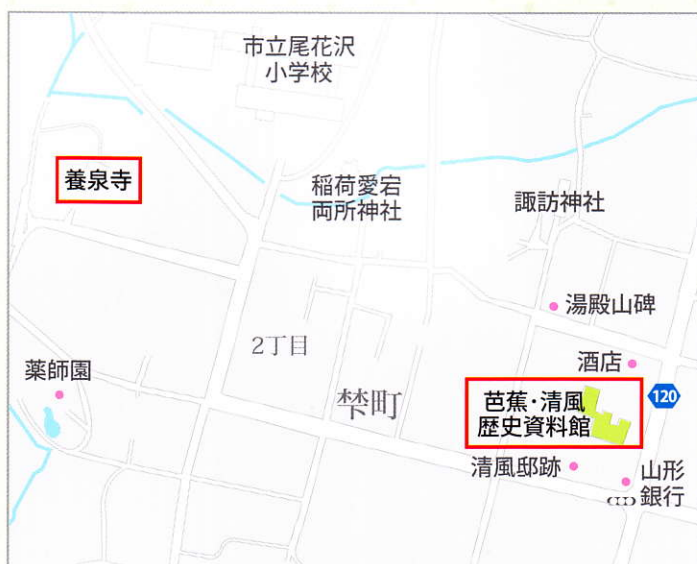 市立尾花沢
小学校
養泉寺
稲荷愛宕
両所神社
諏訪神社
湯殿山碑
2丁目
酒店
薬師園
梺町
芭蕉・清風
歴史資料館
120
清風邸跡
山形
銀行